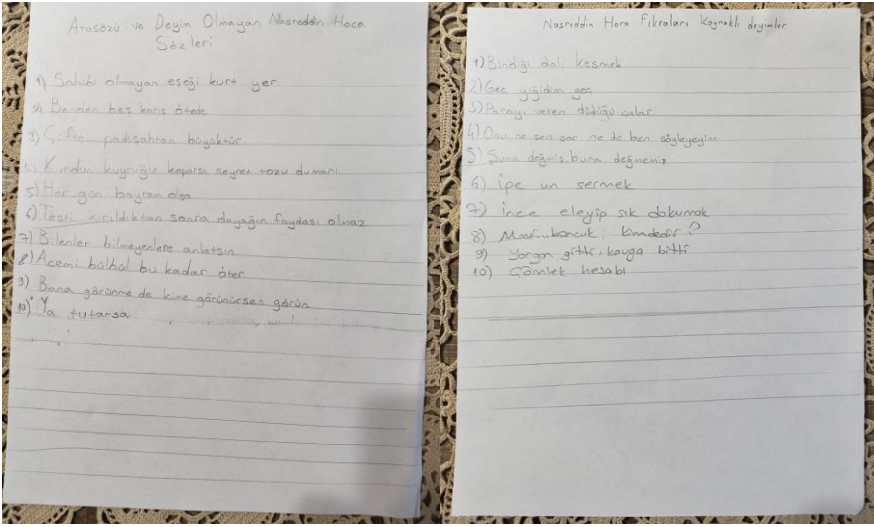 Atasözü ve Deyim Olmayan Nasreddin Hoca
Sözleri
1) Sahibi olmayan eşeği kurt yer.
2) Benden beş karış ötede
3) Çiftçi padişahtan büyüktür
4) Kurdun kuyruğu koparsa seyret tozu dumanı
5) Her gün bayram olsa
6) Testi kırıldıktan sonra dayağın faydası olmaz
7) Bilenler bilmeyenlere anlatsın
8) Acemi bülbül bu kadar öter
9) Bana görünme de kime görünürsen görün
10) Ya tutarsa
Nasreddin Hoca Fıkraları Kaynaklı deyimler
1) Bindiği dalı kesmek
2) Geç yiğidim geç
3) Parayı veren düdüğü çalar
4) Onu ne sen sor ne de ben söyleyeyim
5) Şuna değmiş buna değmemiş
6) İpe un sermek
7) İnce eleyip sık dokumak
8) Mavi boncuk kimdedir?
9) Yorgan gitti, kavga bitti
10) Çömlek hesabı